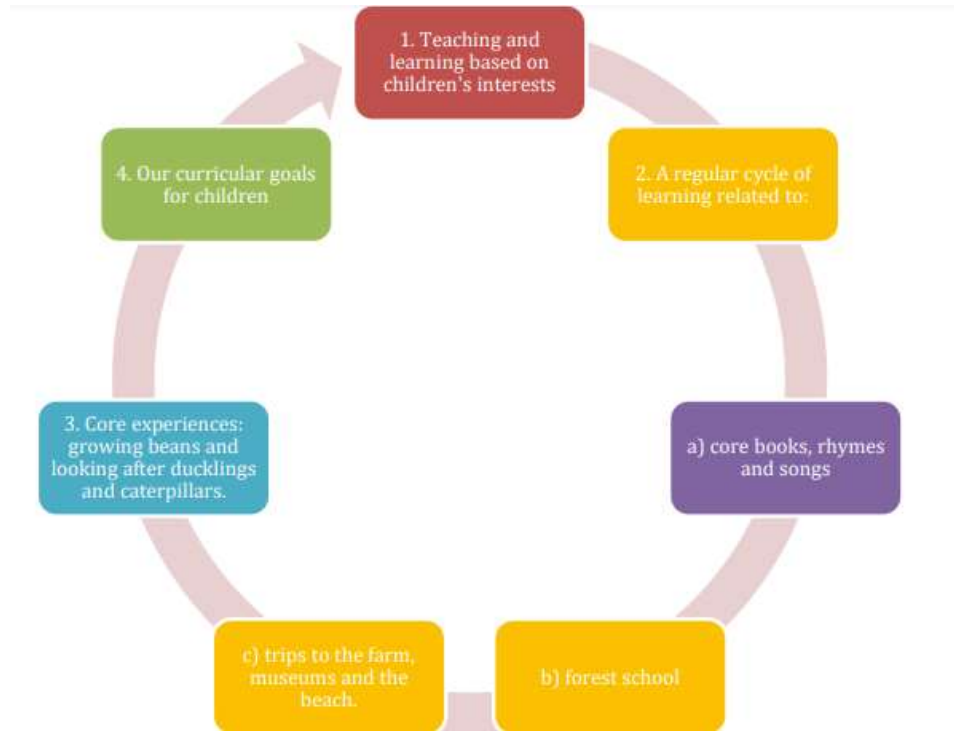 1. Teaching and
learning based on
children's interests
2. A regular cycle of
learning related to:
a) core books, rhymes
and songs
b) forest school
c) trips to the farm,
museums and the
beach.
3. Core experiences:
growing beans and
looking after ducklings
and caterpillars.
4. Our curricular goals
for children